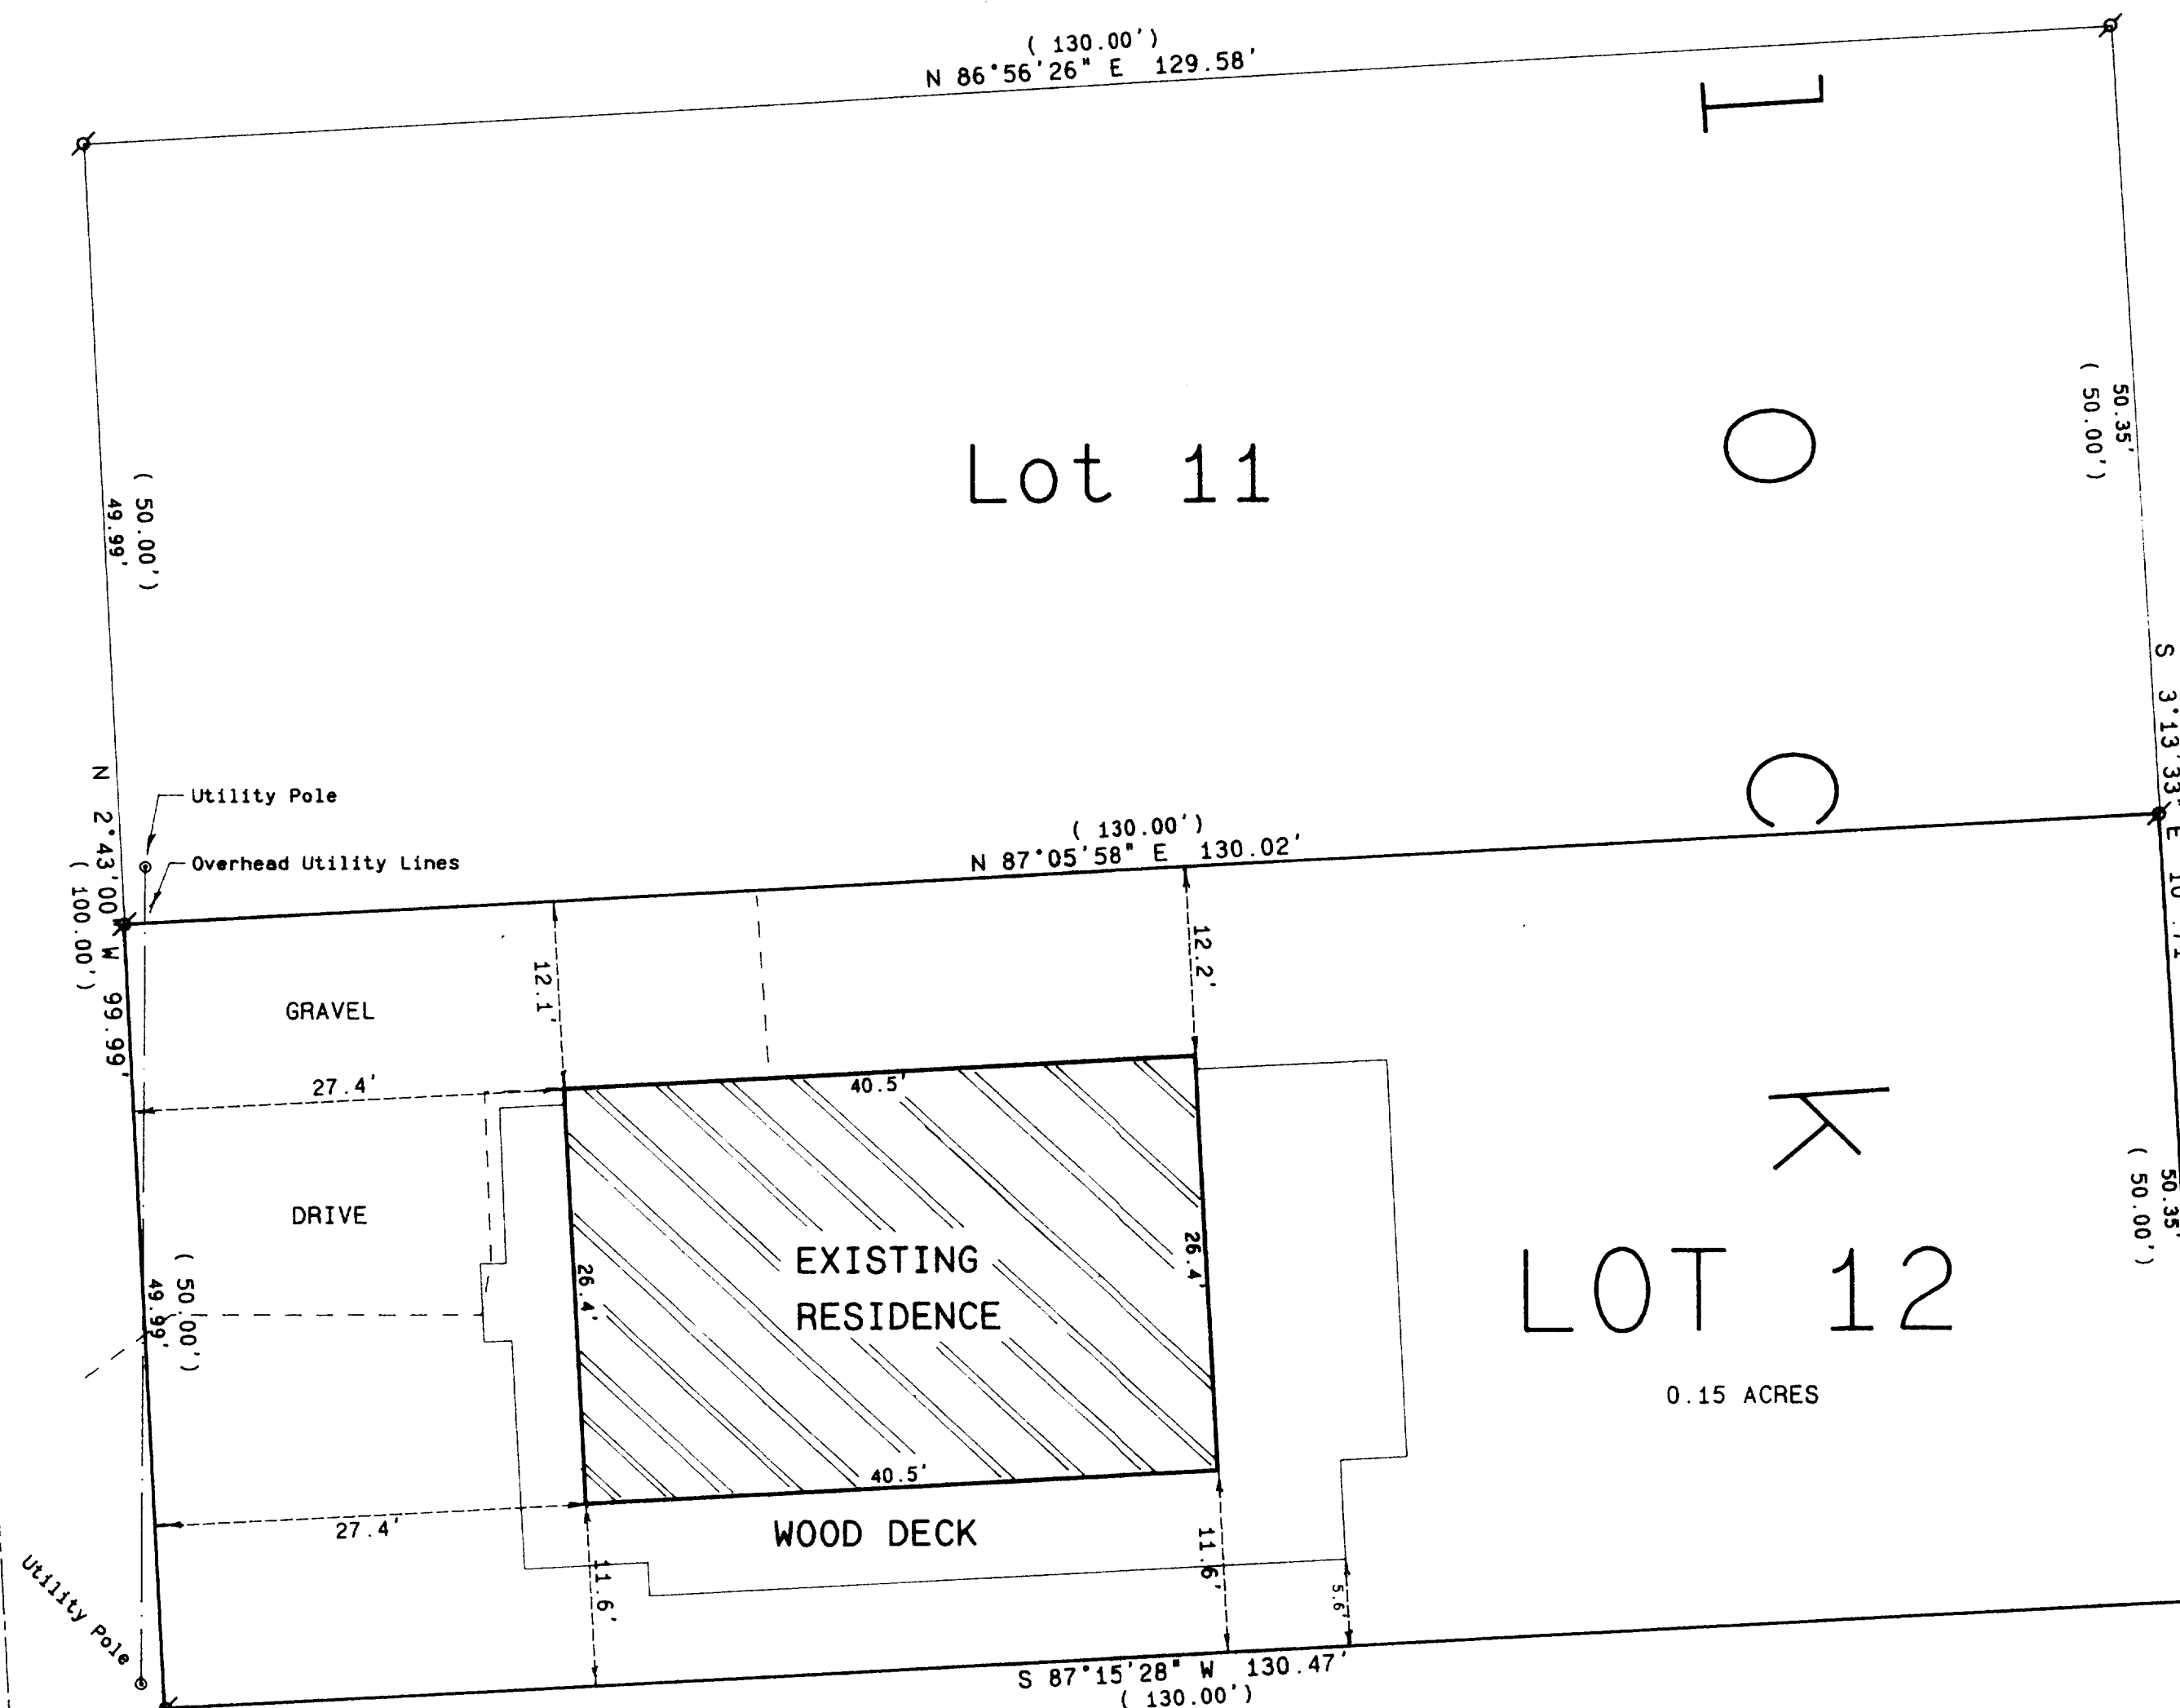 ( 130.00')
N 86°56'26" E 129.58'
L
O
C
K
50.35'
( 50.00')
Lot 11
( 50.00')
49.99'
S 3°13'33" E
N 2°43'00 W 99.99'
( 100.00')
Utility Pole
Overhead Utility Lines
( 130.00')
N 87°05'58" E 130.02'
12.1'
12.2'
GRAVEL
27.4'
40.5'
DRIVE
26.4'
26.4'
EXISTING
RESIDENCE
50.35'
( 50.00')
LOT 12
0.15 ACRES
( 50.00')
49.99'
40.5'
27.4'
WOOD DECK
11.6'
11.6'
5.6'
Utility Pole
S 87°15'28" W 130.47'
( 130.00')